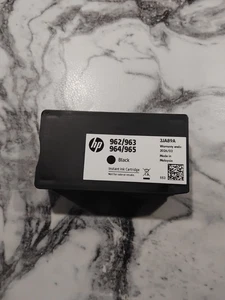 hp
962/963
964/965
Black
Instant Ink Cartridge
3JA89A
Made in
Malaysia